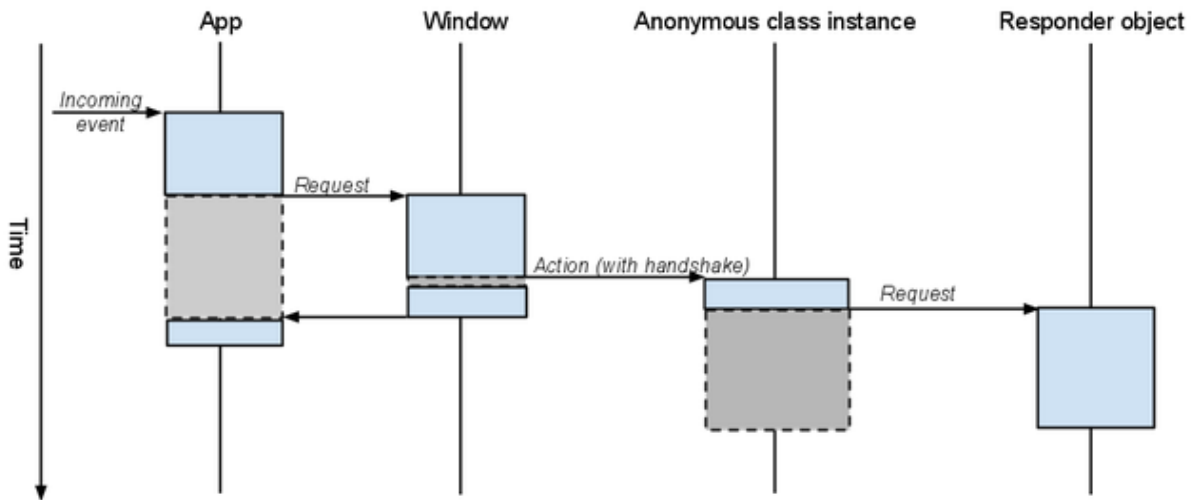 App
Window
Anonymous class instance
Responder object
Incoming
event
Request
Action (with handshake)
Request
Time